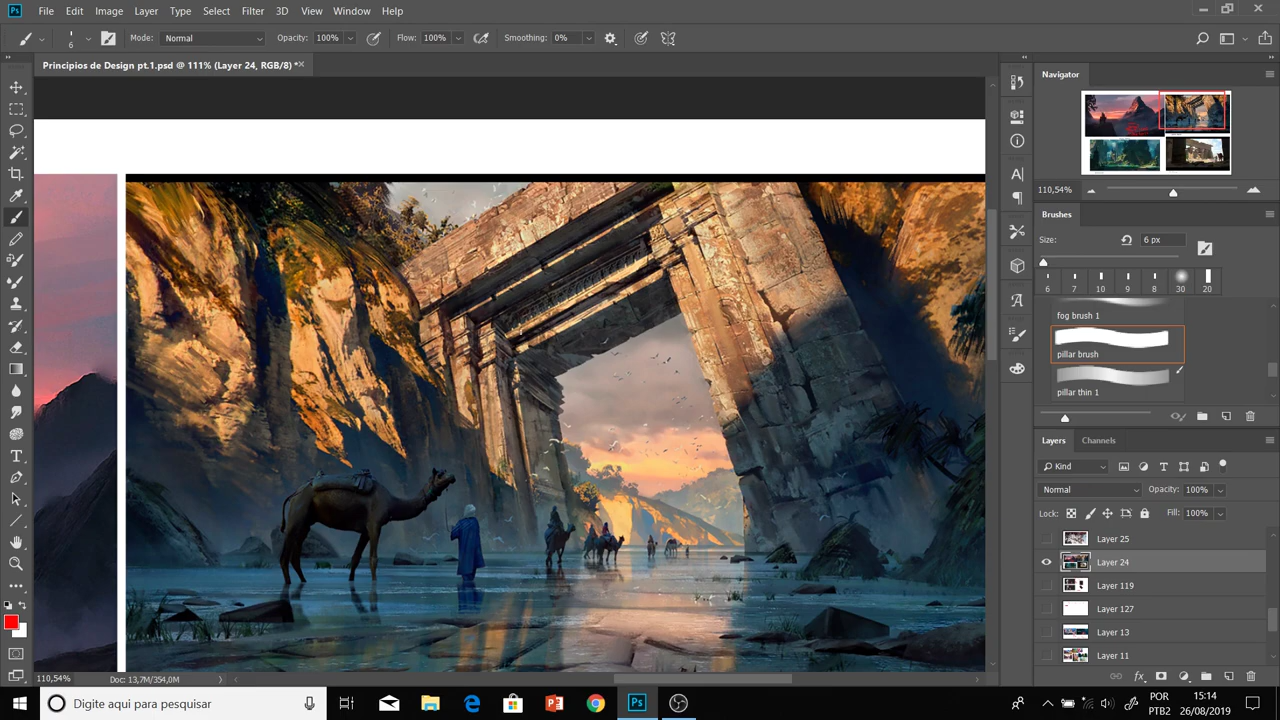 Ps File Edit Image Layer Type Select Filter 3D View Window Help
6 Mode: Normal Opacity: 100% Flow: 100% Smoothing: 0%
Principios de Design pt.1.psd @ 111% (Layer 24, RGB/8) *
Navigator
110,54%
Brushes
Size: 6 px
6 7 10 9 8 30 20
fog brush 1
pillar brush
pillar thin 1
Layers Channels
Kind
Normal Opacity: 100%
Lock: Fill: 100%
Layer 25
Layer 24
Layer 119
Layer 127
Layer 13
Layer 11
110,54% Doc: 13,7M/354,0M
Digite aqui para pesquisar
POR
PTB2
15:14
26/08/2019